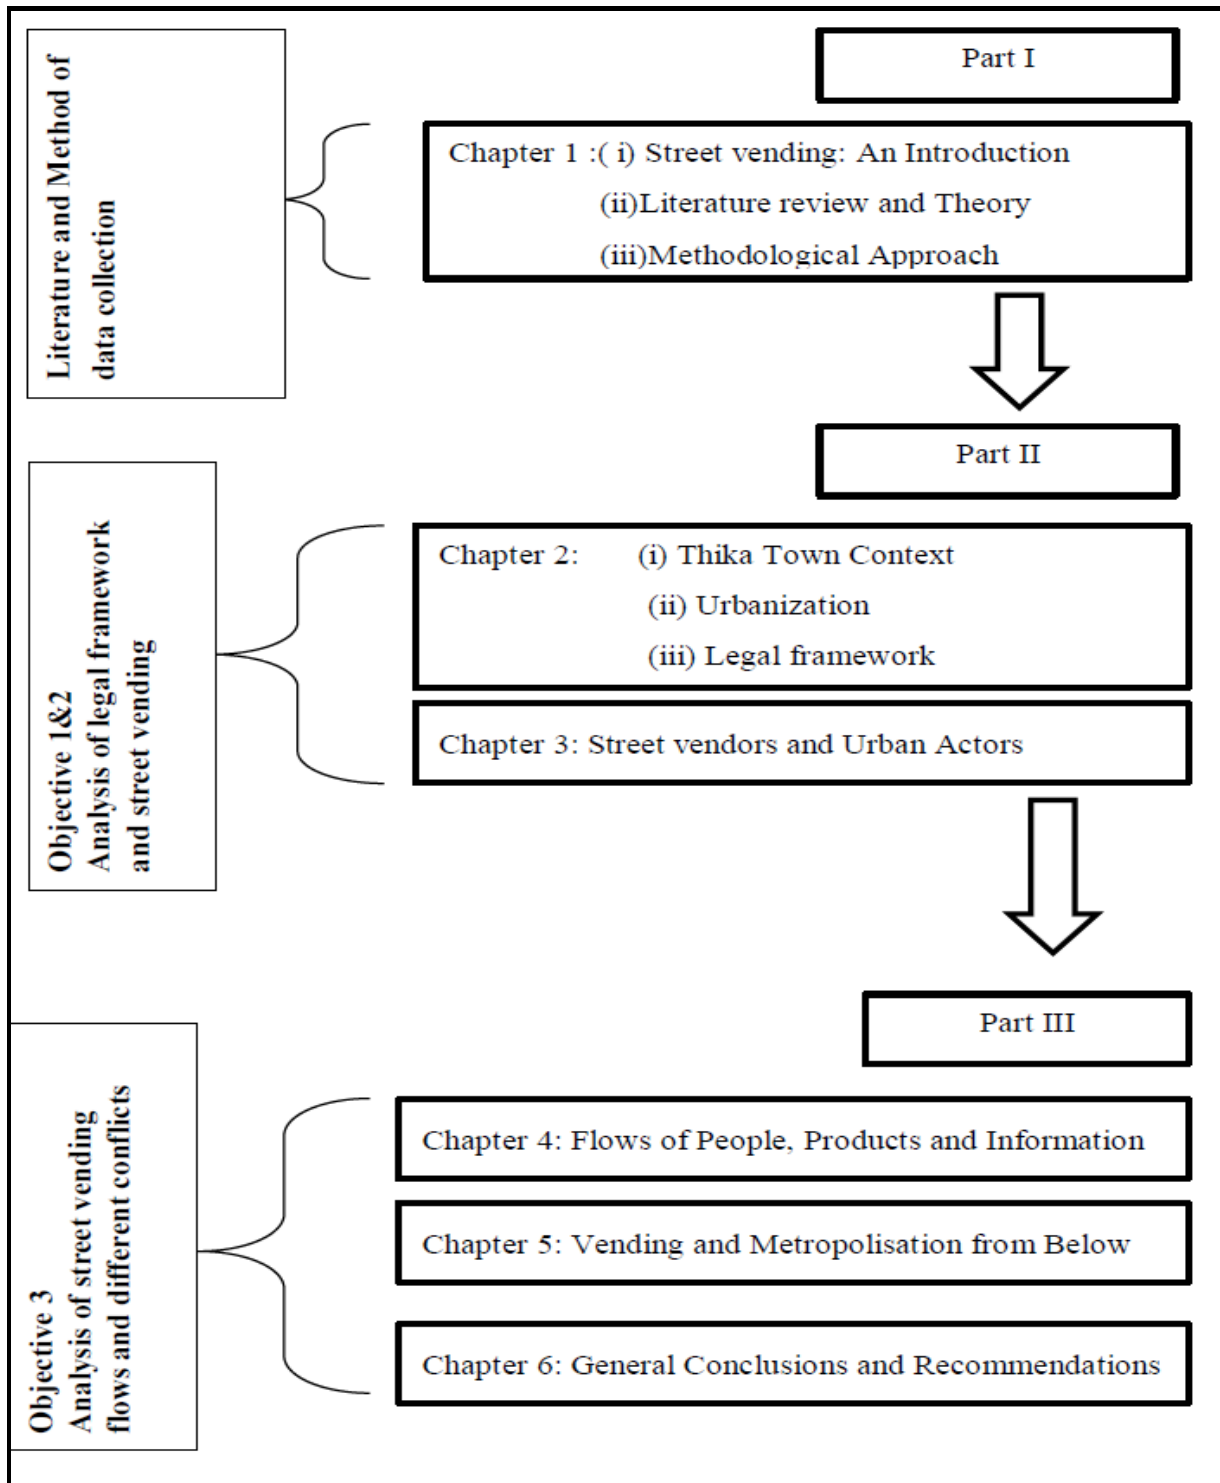 Literature and Method of
data collection
Part I
Chapter 1 :( i) Street vending: An Introduction
(ii)Literature review and Theory
(iii)Methodological Approach
Part II
Objective 1&2
Analysis of legal framework
and street vending
Chapter 2: (i) Thika Town Context
(ii) Urbanization
(iii) Legal framework
Chapter 3: Street vendors and Urban Actors
Part III
Objective 3
Analysis of street vending
flows and different conflicts
Chapter 4: Flows of People, Products and Information
Chapter 5: Vending and Metropolisation from Below
Chapter 6: General Conclusions and Recommendations